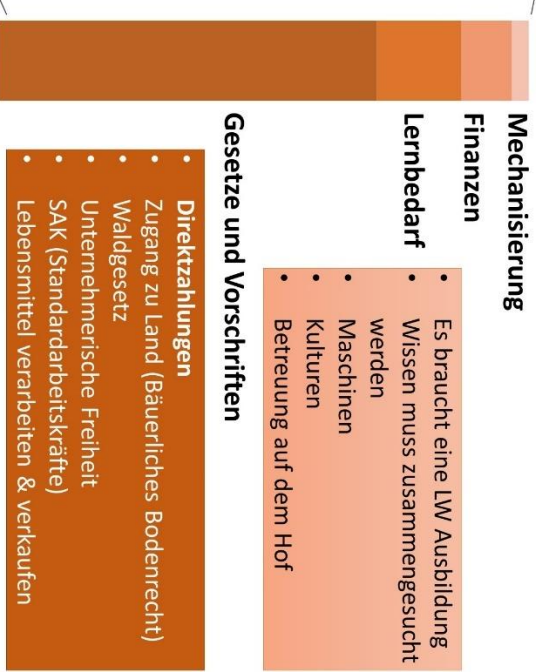 Mechanisierung
Finanzen
Lernbedarf
• Es braucht eine LW Ausbildung
• Wissen muss zusammengesucht
werden
• Maschinen
• Kulturen
• Betreuung auf dem Hof
Gesetze und Vorschriften
• Direktzahlungen
• Zugang zu Land (Bäuerliches Bodenrecht)
• Waldgesetz
• Unternehmerische Freiheit
• SAK (Standardarbeitskräfte)
• Lebensmittel verarbeiten & verkaufen